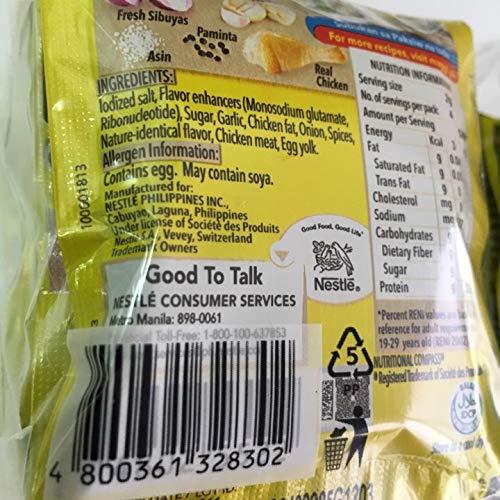 Fresh Sibuyas
Paminta
Asin
Real
Chicken
For more recipes, visit
INGREDIENTS:
Iodized salt, Flavor enhancers (Monosodium glutamate,
Ribonucleotide), Sugar, Garlic, Chicken fat, Onion, Spices,
Nature-identical flavor, Chicken meat, Egg yolk.
Allergen Information:
Contains egg. May contain soya.
Manufactured for:
NESTLÉ PHILIPPINES INC.,
Cabuyao, Laguna, Philippines
Under license of Société des Produits
Nestlé S.A., Vevey, Switzerland
Trademark Owners
100001813
Good Food, Good Life
Nestlé®
Good To Talk
NESTLÉ CONSUMER SERVICES
Metro Manila: 898-0061
Toll-Free: 1-800-100-637853
NUTRITION
Serving size
No. of servings per pack: 4
Amount per Serving
Energy Kcal 3
Fat g
Saturated Fat g
Trans Fat g
Cholesterol mg
Sodium mg
Carbohydrates g
Dietary Fiber g
Sugar g
Protein g
*Percent RENI values
reference for adult
19-29 years old
NUTRITIONAL COMPASS®
*Registered Trademark of Société des
5
PP
4 800361 328302